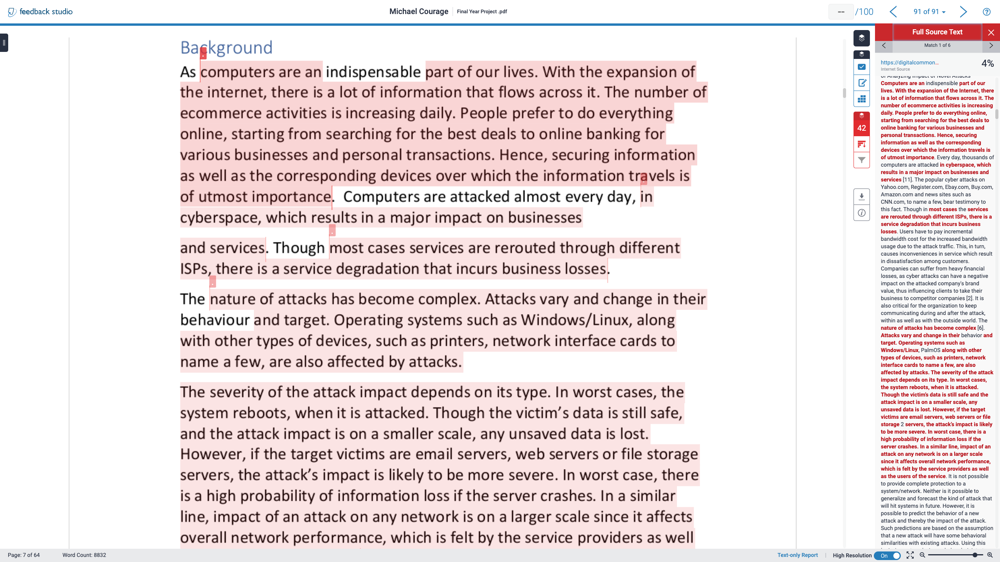 feedback studio
Michael Courage
Final Year Project .pdf
-- /100
91 of 91
Background
As computers are an indispensable part of our lives. With the expansion of
the internet, there is a lot of information that flows across it. The number of
ecommerce activities is increasing daily. People prefer to do everything
online, starting from searching for the best deals to online banking for
various businesses and personal transactions. Hence, securing information
as well as the corresponding devices over which the information travels is
of utmost importance.  Computers are attacked almost every day, in
cyberspace, which results in a major impact on businesses
and services. Though most cases services are rerouted through different
ISPs, there is a service degradation that incurs business losses.
The nature of attacks has become complex. Attacks vary and change in their
behaviour and target. Operating systems such as Windows/Linux, along
with other types of devices, such as printers, network interface cards to
name a few, are also affected by attacks.
The severity of the attack impact depends on its type. In worst cases, the
system reboots, when it is attacked. Though the victim’s data is still safe,
and the attack impact is on a smaller scale, any unsaved data is lost.
However, if the target victims are email servers, web servers or file storage
servers, the attack’s impact is likely to be more severe. In worst case, there
is a high probability of information loss if the server crashes. In a similar
line, impact of an attack on any network is on a larger scale since it affects
overall network performance, which is felt by the service providers as well
42
Full Source Text
Match 1 of 6
https://digitalcommon...
4%
Internet Source
of Analyzing Impact of Novel Attacks
Computers are an indispensible part of our
lives. With the expansion of the Internet, there
is a lot of information that flows across it. The
number of ecommerce activities is increasing
daily. People prefer to do everything online,
starting from searching for the best deals to
online banking for various businesses and
personal transactions. Hence, securing
information as well as the corresponding
devices over which the information travels is
of utmost importance. Every day, thousands of
computers are attacked in cyberspace, which
results in a major impact on businesses and
services [11]. The popular cyber attacks on
Yahoo.com, Register.com, Ebay.com, Buy.com,
Amazon.com and news sites such as
CNN.com, to name a few, bear testimony to
this fact. Though in most cases the services
are rerouted through different ISPs, there is a
service degradation that incurs business
losses. Users have to pay incremental
bandwidth cost for the increased bandwidth
usage due to the attack traffic. This, in turn,
causes inconveniences in service which result
in dissatisfaction among customers.
Companies can suffer from heavy financial
losses, as cyber attacks can have a negative
impact on the attacked company's brand
value, thus influencing clients to take their
business to competitor companies [2]. It is
also critical for the organization to keep
communicating during and after the attack,
within as well as with the outside world. The
nature of attacks has become complex [6].
Attacks vary and change in their behavior and
target. Operating systems such as
Windows/Linux, PalmOS along with other
types of devices, such as printers, network
interface cards to name a few, are also
affected by attacks. The severity of the attack
impact depends on its type. In worst cases,
the system reboots, when it is attacked.
Though the victim’s data is still safe and the
attack impact is on a smaller scale, any
unsaved data is lost. However, if the target
victims are email servers, web servers or file
storage 2 servers, the attack’s impact is likely
to be more severe. In worst case, there is a
high probability of information loss if the
server crashes. In a similar line, impact of an
attack on any network is on a larger scale
since it affects overall network performance,
which is felt by the service providers as well
as the users of the service. It is not possible
to provide complete protection to a
system/network. Neither is it possible to
generalize and forecast the kind of attack that
will hit systems in future. However, it is
possible to predict the behavior of a new
attack and thereby the impact of the attack.
Such predictions are based on the assumption
that a new attack will have some behavioral
similarities with existing attacks. Using this
Page: 7 of 64
Word Count: 8832
Text-only Report
High Resolution
On